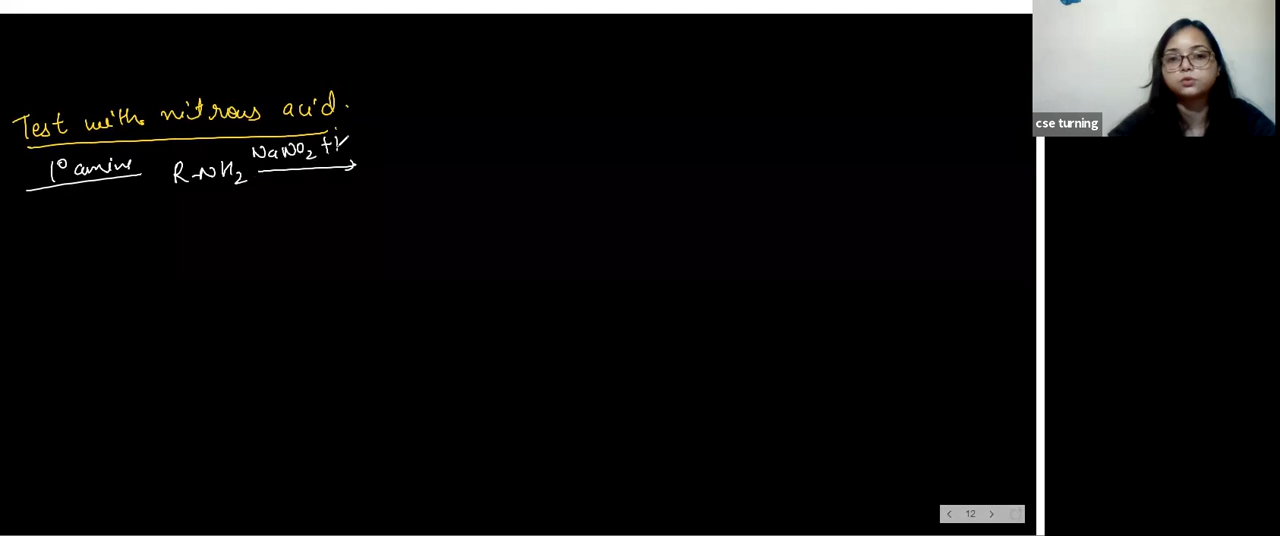 Test with nitrous acid.
1° amine R-NH2 NaNO2 +
cse turning
12